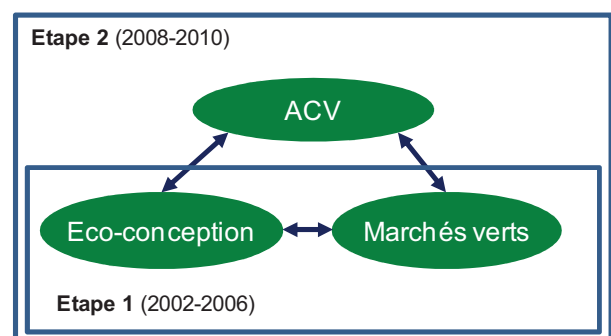 Etape 2 (2008-2010)
ACV
Eco-conception
Marchés verts
Etape 1 (2002-2006)